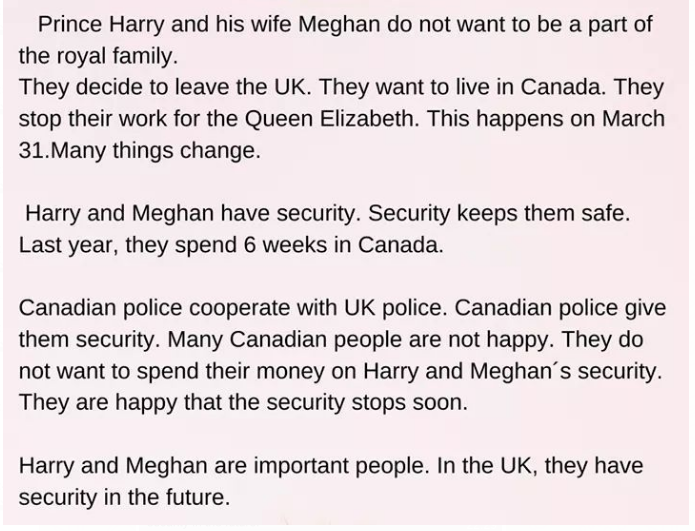 Prince Harry and his wife Meghan do not want to be a part of
the royal family.
They decide to leave the UK. They want to live in Canada. They
stop their work for the Queen Elizabeth. This happens on March
31.Many things change.
Harry and Meghan have security. Security keeps them safe.
Last year, they spend 6 weeks in Canada.
Canadian police cooperate with UK police. Canadian police give
them security. Many Canadian people are not happy. They do
not want to spend their money on Harry and Meghan´s security.
They are happy that the security stops soon.
Harry and Meghan are important people. In the UK, they have
security in the future.